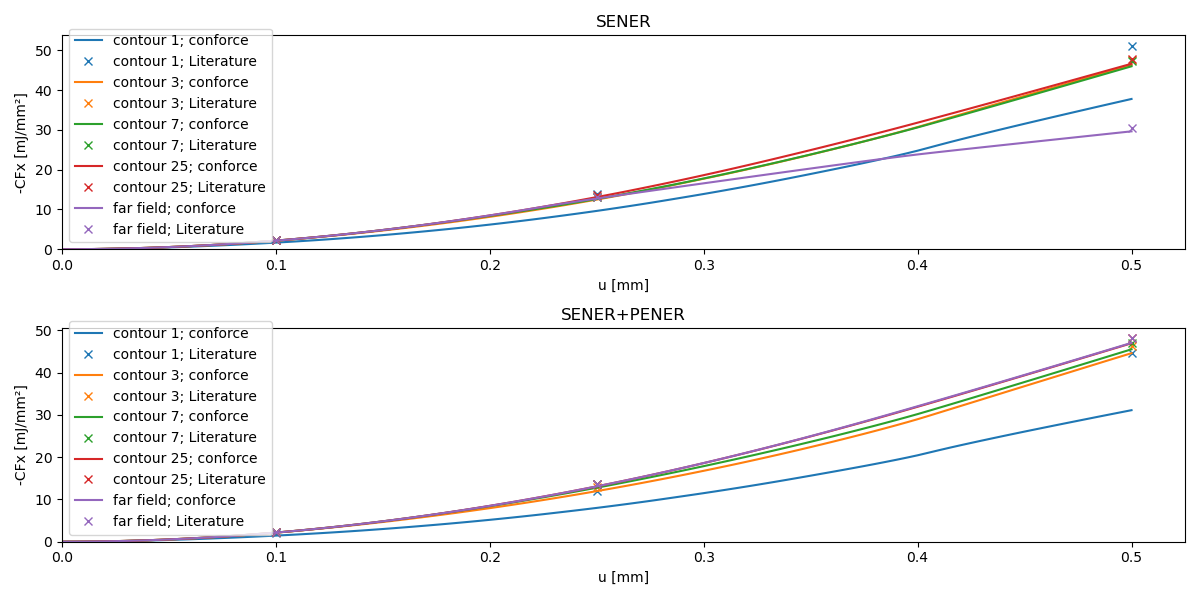 SENER
-CFx [mJ/mm²]
50
40
30
20
10
0
contour 1; conforce
contour 1; Literature
contour 3; conforce
contour 3; Literature
contour 7; conforce
contour 7; Literature
contour 25; conforce
contour 25; Literature
far field; conforce
far field; Literature
0.0 0.1 0.2 0.3 0.4 0.5
u [mm]
SENER+PENER
-CFx [mJ/mm²]
50
40
30
20
10
0
contour 1; conforce
contour 1; Literature
contour 3; conforce
contour 3; Literature
contour 7; conforce
contour 7; Literature
contour 25; conforce
contour 25; Literature
far field; conforce
far field; Literature
0.0 0.1 0.2 0.3 0.4 0.5
u [mm]